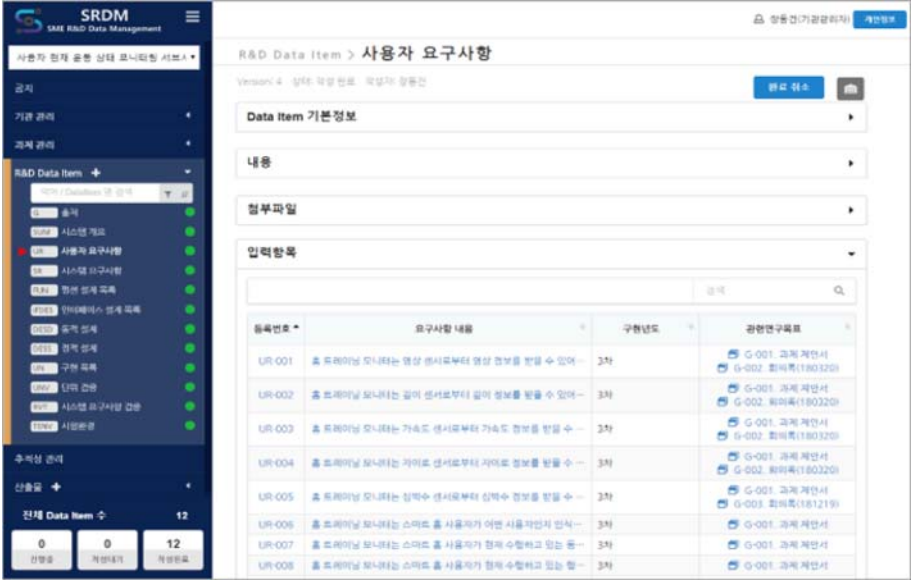 SRDM
SME R&D Data Management
사용자 현재 운동 상태 모니터링 서브시
공지
기관 관리
과제 관리
R&D Data Item +
G 출처
SUM 시스템 개요
UR 사용자 요구사항
SR 시스템 요구사항
FUN 형상 설계 목록
IFDES 인터페이스 설계 목록
DESD 동적 설계
DESS 정적 설계
구현 목록
UNV 단위 검증
시스템 요구사항 검증
TENV 시험환경
추적성 관리
산출물 +
전체 Data Item 수 12
0 0 12
진행중 작성대기 작성완료
장동건(기관관리자) 개인정보
R&D Data Item > 사용자 요구사항
Version: 4 상태: 작성 완료 작성자: 장동건
완료 취소
Data Item 기본정보
내용
첨부파일
입력항목
검색
등록번호 요구사항 내용 구현년도 관련연구목표
UR-001 홈 트레이닝 모니터는 영상 센서로부터 영상 정보를 받을 수 있어… 3차 G-001. 과제 제안서
G-002. 회의록(180320)
UR-002 홈 트레이닝 모니터는 깊이 센서로부터 깊이 정보를 받을 수 있어… 3차 G-001. 과제 제안서
G-002. 회의록(180320)
UR-003 홈 트레이닝 모니터는 가속도 센서로부터 가속도 정보를 받을 수 … 3차 G-001. 과제 제안서
G-002. 회의록(180320)
UR-004 홈 트레이닝 모니터는 자이로 센서로부터 자이로 정보를 받을 수 … 3차 G-001. 과제 제안서
G-002. 회의록(180320)
UR-005 홈 트레이닝 모니터는 심박수 센서로부터 심박수 정보를 받을 수 … 3차 G-001. 과제 제안서
G-003. 회의록(181219)
UR-006 홈 트레이닝 모니터는 스마트 홈 사용자가 어떤 사용자인지 인식… 3차 G-001. 과제 제안서
UR-007 홈 트레이닝 모니터는 스마트 홈 사용자가 현재 수행하고 있는 동… 3차 G-001. 과제 제안서
UR-008 홈 트레이닝 모니터는 스마트 홈 사용자가 현재 수행하고 있는 형… 3차 G-001. 과제 제안서